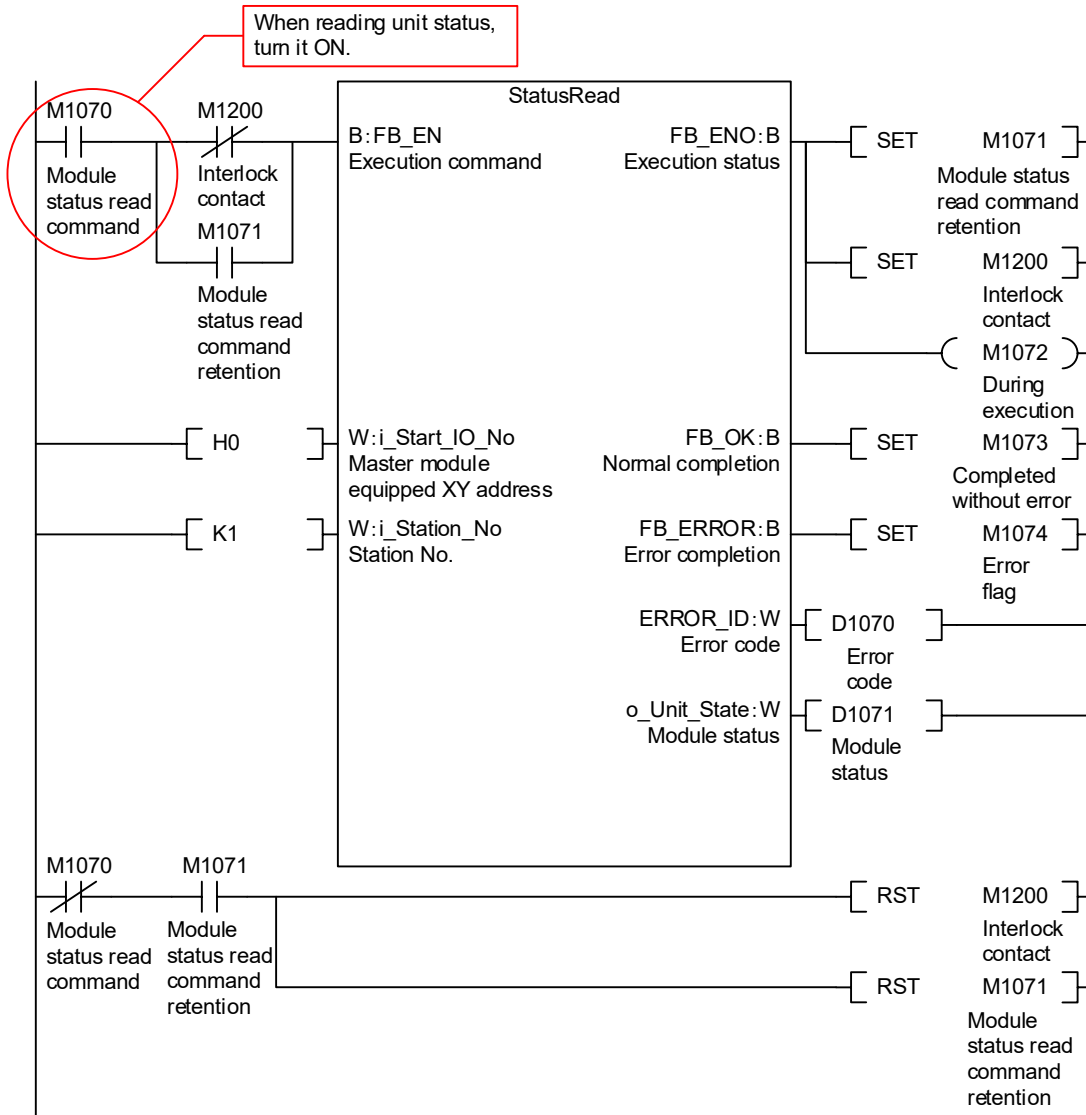 When reading unit status,
turn it ON.
StatusRead
M1070
M1200
B:FB_EN
FB_ENO:B
SET
M1071
Execution command
Execution status
Module
status read
command
Interlock
contact
Module status
read command
retention
M1071
SET
M1200
Module
status read
command
retention
Interlock
contact
M1072
During
execution
H0
W:i_Start_IO_No
FB_OK:B
SET
M1073
Master module
equipped XY address
Normal completion
Completed
without error
K1
W:i_Station_No
FB_ERROR:B
SET
M1074
Station No.
Error completion
Error
flag
ERROR_ID:W
D1070
Error code
Error
code
o_Unit_State:W
D1071
Module status
Module
status
M1070
M1071
RST
M1200
Module
status read
command
Module
status read
command
retention
Interlock
contact
RST
M1071
Module
status read
command
retention